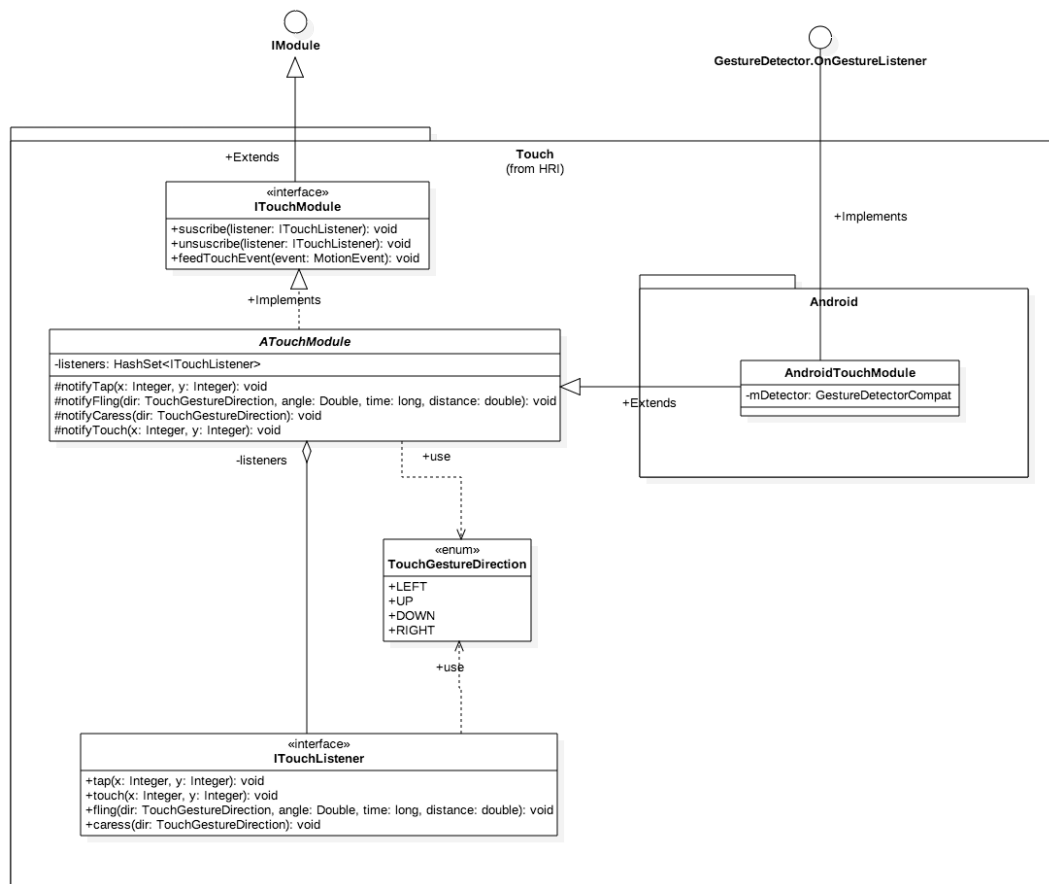 IModule
GestureDetector.OnGestureListener
+Extends
Touch
(from HRI)
«interface»
ITouchModule
+suscribe(listener: ITouchListener): void
+unsuscribe(listener: ITouchListener): void
+feedTouchEvent(event: MotionEvent): void
+Implements
+Implements
Android
ATouchModule
-listeners: HashSet<ITouchListener>
#notifyTap(x: Integer, y: Integer): void
#notifyFling(dir: TouchGestureDirection, angle: Double, time: long, distance: double): void
#notifyCaress(dir: TouchGestureDirection): void
#notifyTouch(x: Integer, y: Integer): void
AndroidTouchModule
-mDetector: GestureDetectorCompat
+Extends
-listeners
+use
«enum»
TouchGestureDirection
+LEFT
+UP
+DOWN
+RIGHT
+use
«interface»
ITouchListener
+tap(x: Integer, y: Integer): void
+touch(x: Integer, y: Integer): void
+fling(dir: TouchGestureDirection, angle: Double, time: long, distance: double): void
+caress(dir: TouchGestureDirection): void